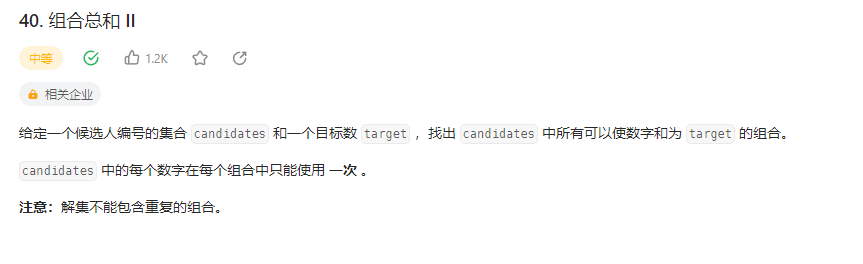 40. 组合总和 II
中等 1.2K
相关企业
给定一个候选人编号的集合 candidates 和一个目标数 target ，找出 candidates 中所有可以使数字和为 target 的组合。
candidates 中的每个数字在每个组合中只能使用 一次 。
注意：解集不能包含重复的组合。